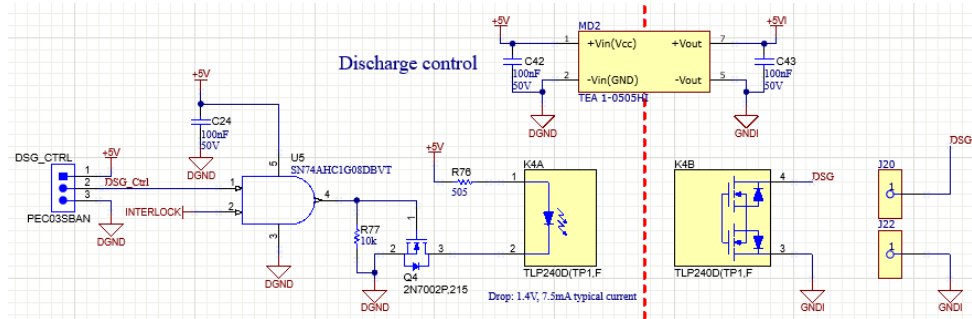 Discharge control
+5V
MD2
+5VI
1
+Vin(Vcc)
+Vout
7
C42
100nF
50V
2
-Vin(GND)
-Vout
5
C43
100nF
50V
TEA 1-0505HI
DGND
GNDI
+5V
C24
100nF
50V
DGND
DSG_CTRL
+5V
1
2
3
DSG_Ctrl
PEC03SBAN
DGND
INTERLOCK
U5
SN74AHC1G08DBVT
5
1
2
4
3
DGND
R77
10k
DGND
1
2
3
Q4
2N7002P,215
+5V
R76
505
K4A
1
2
TLP240D(TP1,F
Drop: 1.4V, 7.5mA typical current
K4B
4
DSG
3
TLP240D(TP1,F
GNDI
J20
1
DSG
J22
1
GNDI